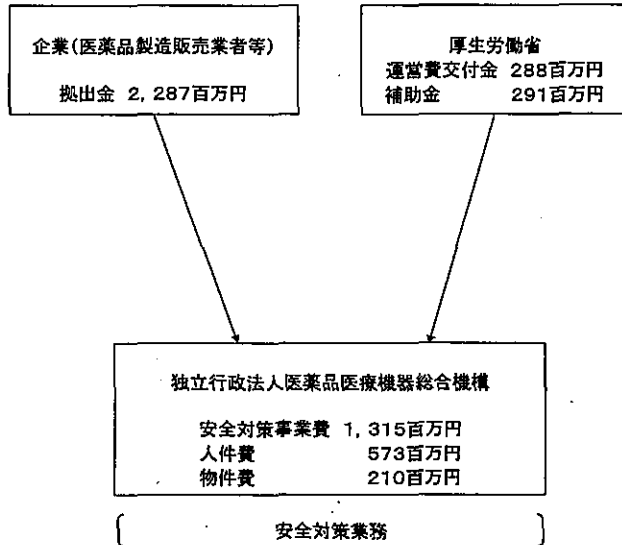 企業(医薬品製造販売業者等)
拠出金 2,287百万円
厚生労働省
運営費交付金 288百万円
補助金 291百万円
独立行政法人医薬品医療機器総合機構
安全対策事業費 1,315百万円
人件費 573百万円
物件費 210百万円
安全対策業務